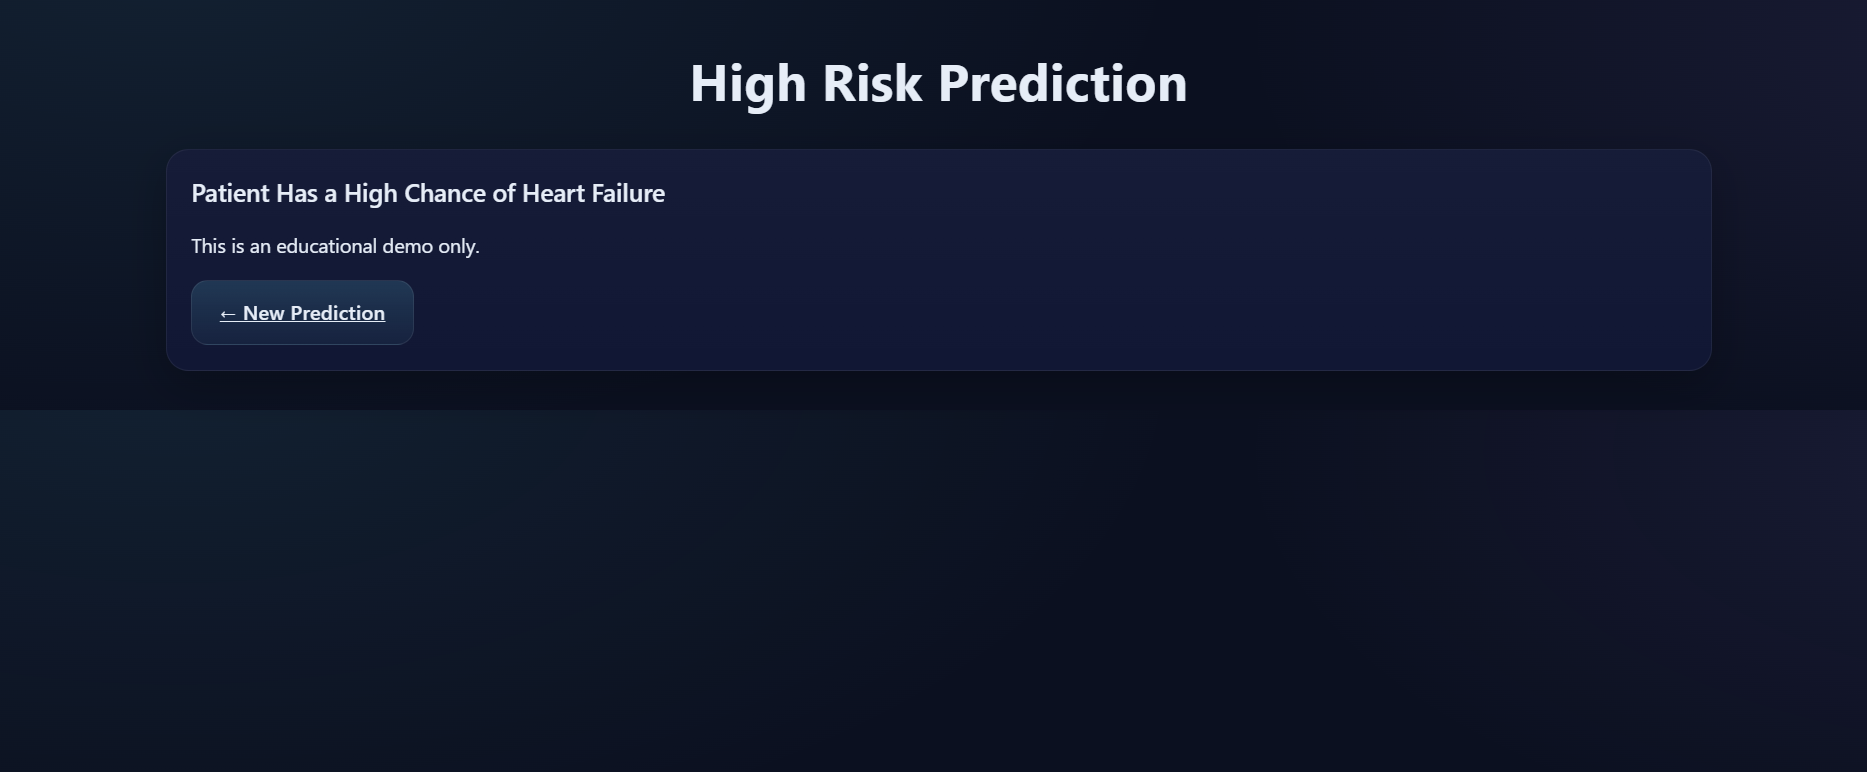 High Risk Prediction
Patient Has a High Chance of Heart Failure
This is an educational demo only.
← New Prediction